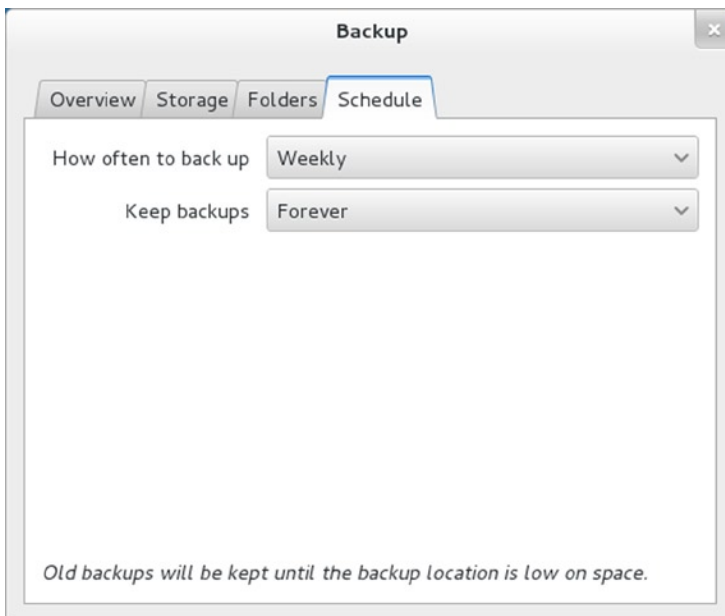 Backup
Overview Storage Folders Schedule
How often to back up Weekly
Keep backups Forever
Old backups will be kept until the backup location is low on space.